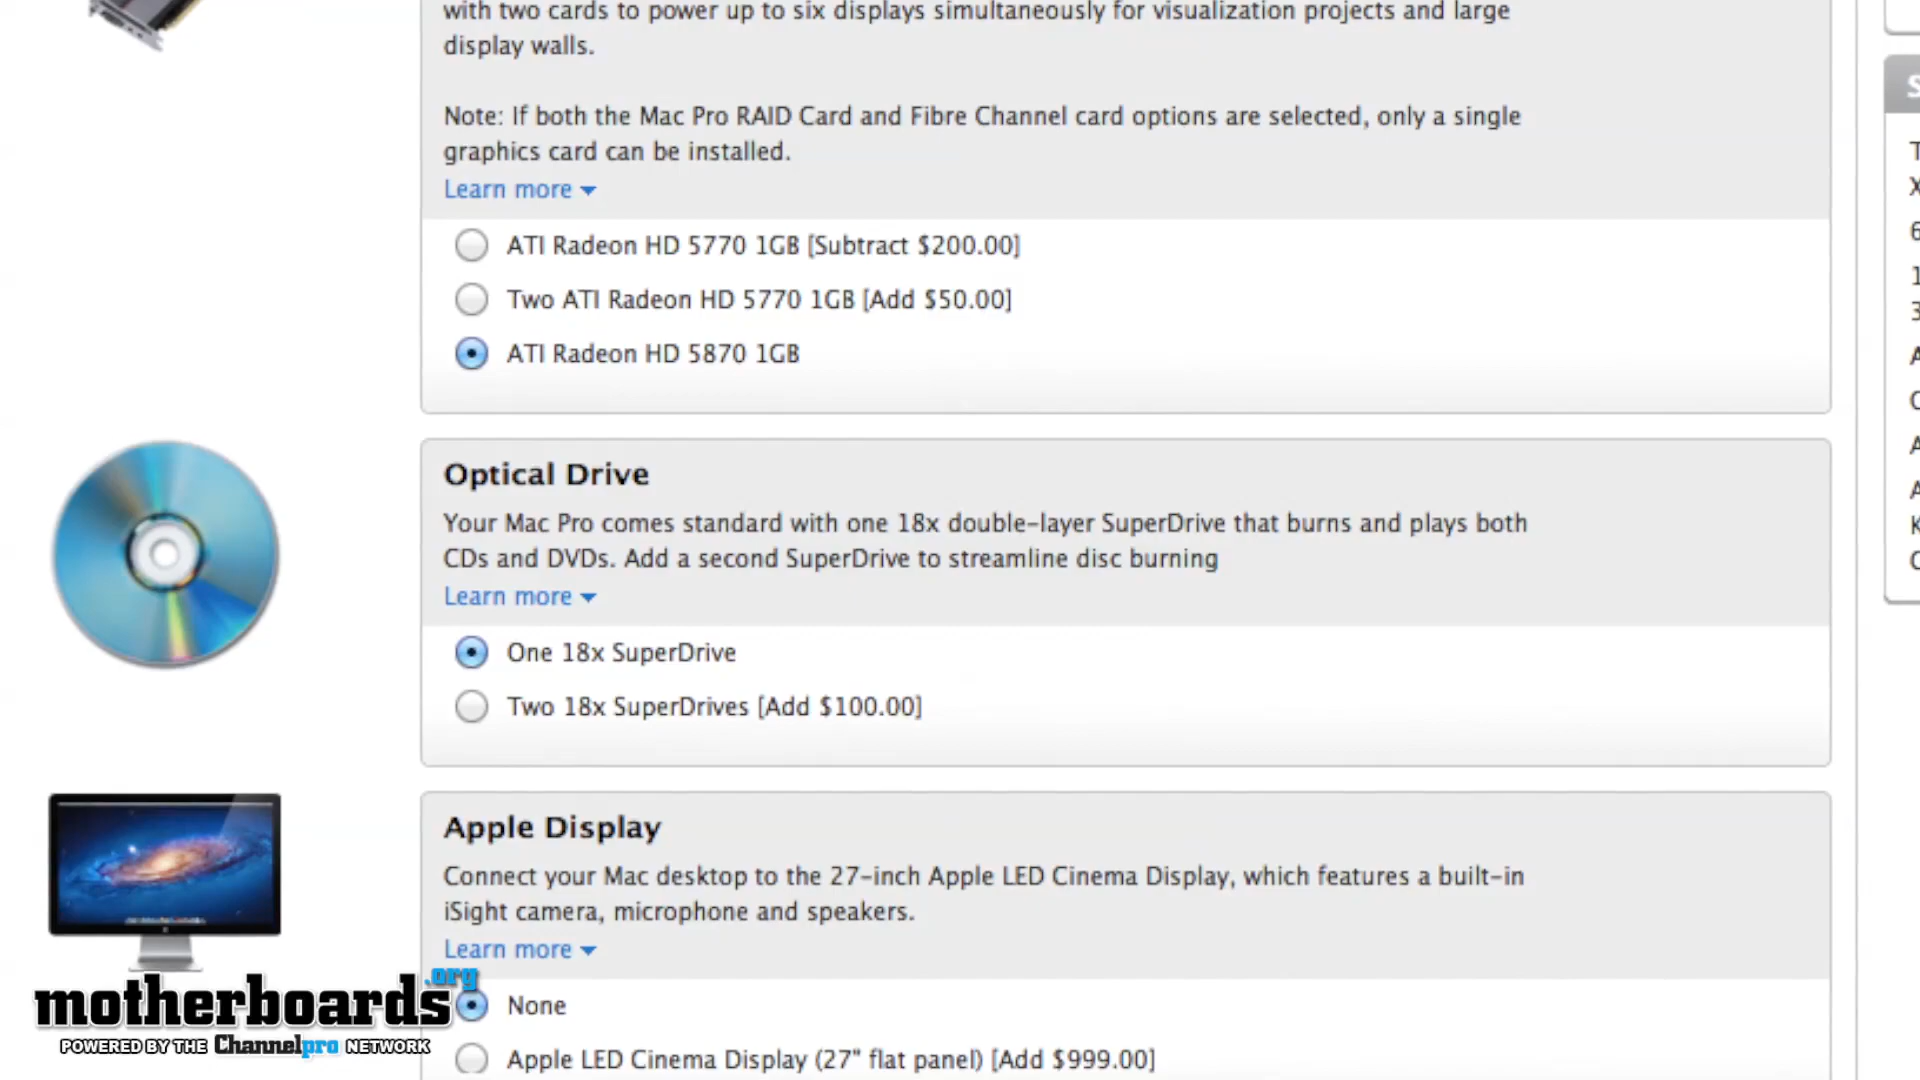 with two cards to power up to six displays simultaneously for visualization projects and large
display walls.
Note: If both the Mac Pro RAID Card and Fibre Channel card options are selected, only a single
graphics card can be installed.
Learn more
ATI Radeon HD 5770 1GB [Subtract $200.00]
Two ATI Radeon HD 5770 1GB [Add $50.00]
ATI Radeon HD 5870 1GB
Optical Drive
Your Mac Pro comes standard with one 18x double-layer SuperDrive that burns and plays both
CDs and DVDs. Add a second SuperDrive to streamline disc burning
Learn more
One 18x SuperDrive
Two 18x SuperDrives [Add $100.00]
Apple Display
Connect your Mac desktop to the 27-inch Apple LED Cinema Display, which features a built-in
iSight camera, microphone and speakers.
Learn more
None
Apple LED Cinema Display (27" flat panel) [Add $999.00]
motherboards.org
POWERED BY THE Channelpro NETWORK